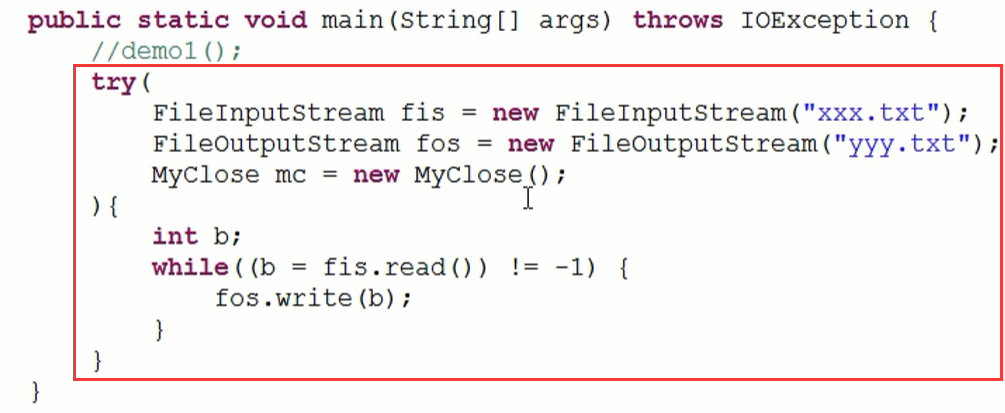 public static void main(String[] args) throws IOException {
//demo1();
try(
FileInputStream fis = new FileInputStream("xxx.txt");
FileOutputStream fos = new FileOutputStream("yyy.txt");
MyClose mc = new MyClose();
){
int b;
while((b = fis.read()) != -1) {
fos.write(b);
}
}
}